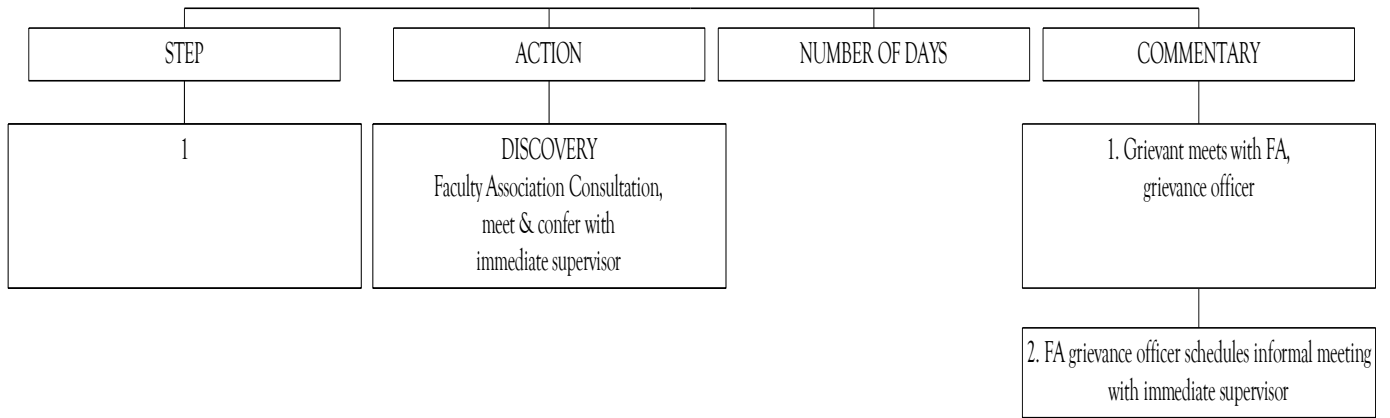 STEP
ACTION
NUMBER OF DAYS
COMMENTARY
1
DISCOVERY
Faculty Association Consultation,
meet & confer with
immediate supervisor
1. Grievant meets with FA,
grievance officer
2. FA grievance officer schedules informal meeting
with immediate supervisor